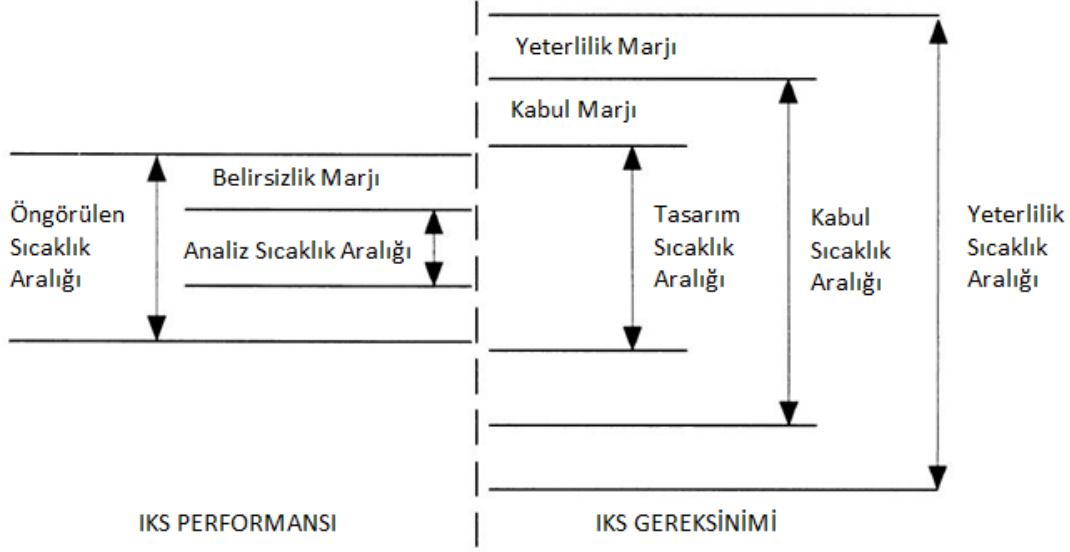 Yeterlilik Marjı
Kabul Marjı
Belirsizlik Marjı
Öngörülen
Sıcaklık
Aralığı
Analiz Sıcaklık Aralığı
Tasarım
Sıcaklık
Aralığı
Kabul
Sıcaklık
Aralığı
Yeterlilik
Sıcaklık
Aralığı
IKS PERFORMANSI
IKS GEREKSİNİMİ